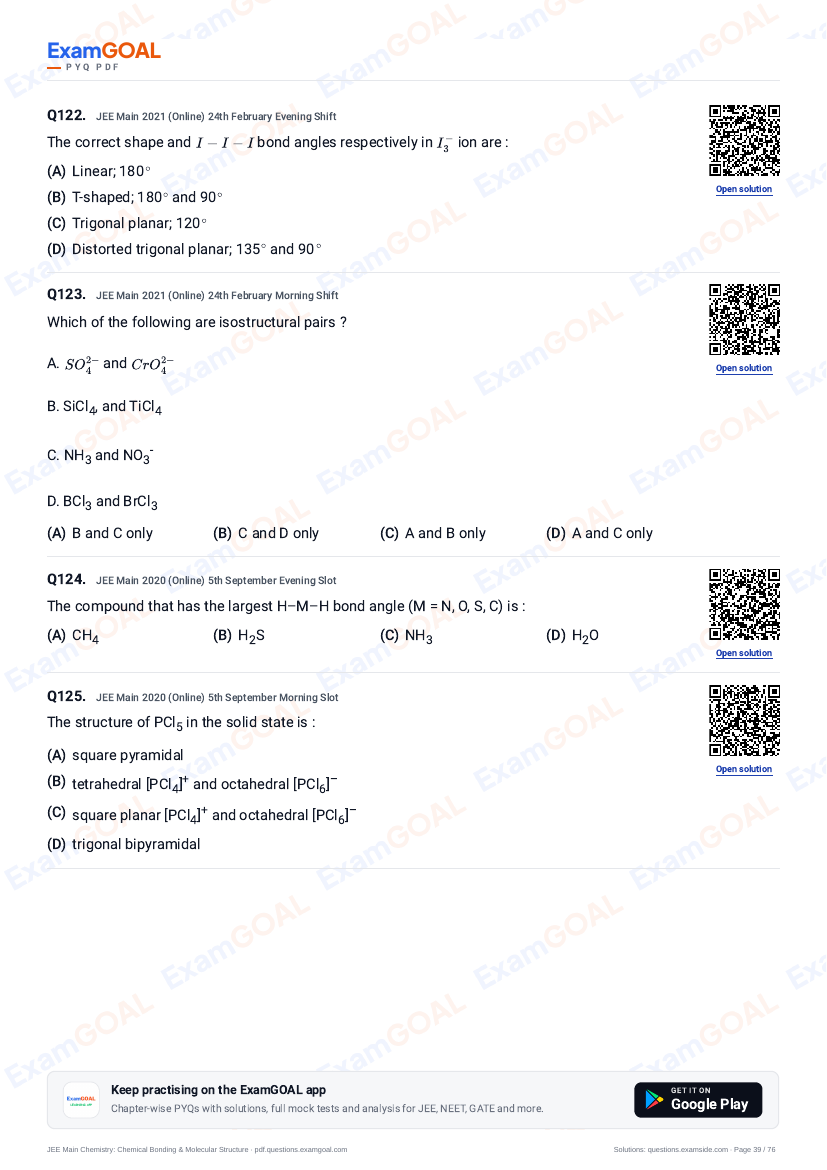 ExamGOAL
PYQ PDF
Q122. JEE Main 2021 (Online) 24th February Evening Shift
The correct shape and I − I − I bond angles respectively in I₃⁻ ion are :
(A) Linear; 180°
(B) T-shaped; 180° and 90°
(C) Trigonal planar; 120°
(D) Distorted trigonal planar; 135° and 90°
Open solution
Q123. JEE Main 2021 (Online) 24th February Morning Shift
Which of the following are isostructural pairs ?
A. SO₄²⁻ and CrO₄²⁻
B. SiCl₄, and TiCl₄
C. NH₃ and NO₃⁻
D. BCl₃ and BrCl₃
(A) B and C only (B) C and D only (C) A and B only (D) A and C only
Open solution
Q124. JEE Main 2020 (Online) 5th September Evening Slot
The compound that has the largest H–M–H bond angle (M = N, O, S, C) is :
(A) CH₄ (B) H₂S (C) NH₃ (D) H₂O
Open solution
Q125. JEE Main 2020 (Online) 5th September Morning Slot
The structure of PCl₅ in the solid state is :
(A) square pyramidal
(B) tetrahedral [PCl₄]⁺ and octahedral [PCl₆]⁻
(C) square planar [PCl₄]⁺ and octahedral [PCl₆]⁻
(D) trigonal bipyramidal
Open solution
ExamGOAL
Keep practising on the ExamGOAL app
Chapter-wise PYQs with solutions, full mock tests and analysis for JEE, NEET, GATE and more.
GET IT ON
Google Play
JEE Main Chemistry: Chemical Bonding & Molecular Structure · pdf.questions.examgoal.com
Solutions: questions.examside.com · Page 39 / 76